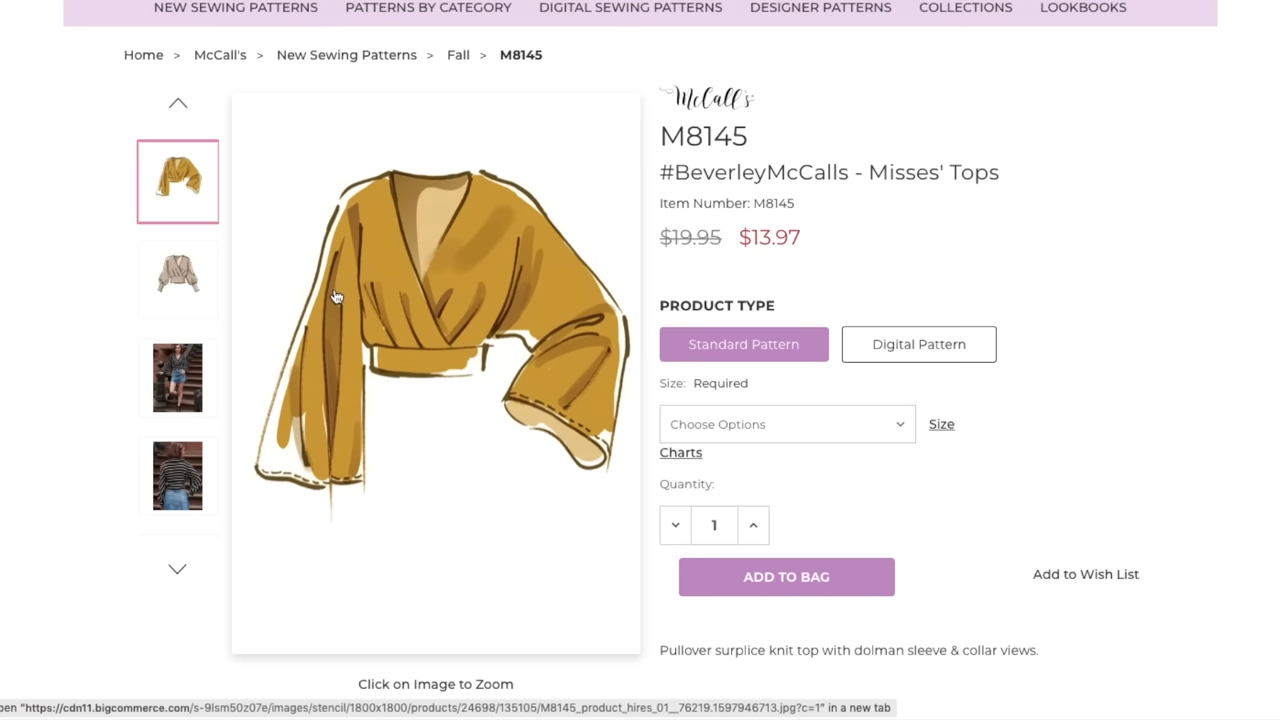 NEW SEWING PATTERNS PATTERNS BY CATEGORY DIGITAL SEWING PATTERNS DESIGNER PATTERNS COLLECTIONS LOOKBOOKS
Home > McCall's > New Sewing Patterns > Fall > M8145
McCall's
M8145
#BeverleyMcCalls - Misses' Tops
Item Number: M8145
$19.95 $13.97
PRODUCT TYPE
Standard Pattern Digital Pattern
Size: Required
Choose Options Size
Charts
Quantity:
1
ADD TO BAG Add to Wish List
Pullover surplice knit top with dolman sleeve & collar views.
Click on Image to Zoom
pen "https://cdn11.bigcommerce.com/s-9lsm50z07e/images/stencil/1800x1800/products/24698/135105/M8145_product_hires_01__76219.1597946713.jpg?c=1" in a new tab